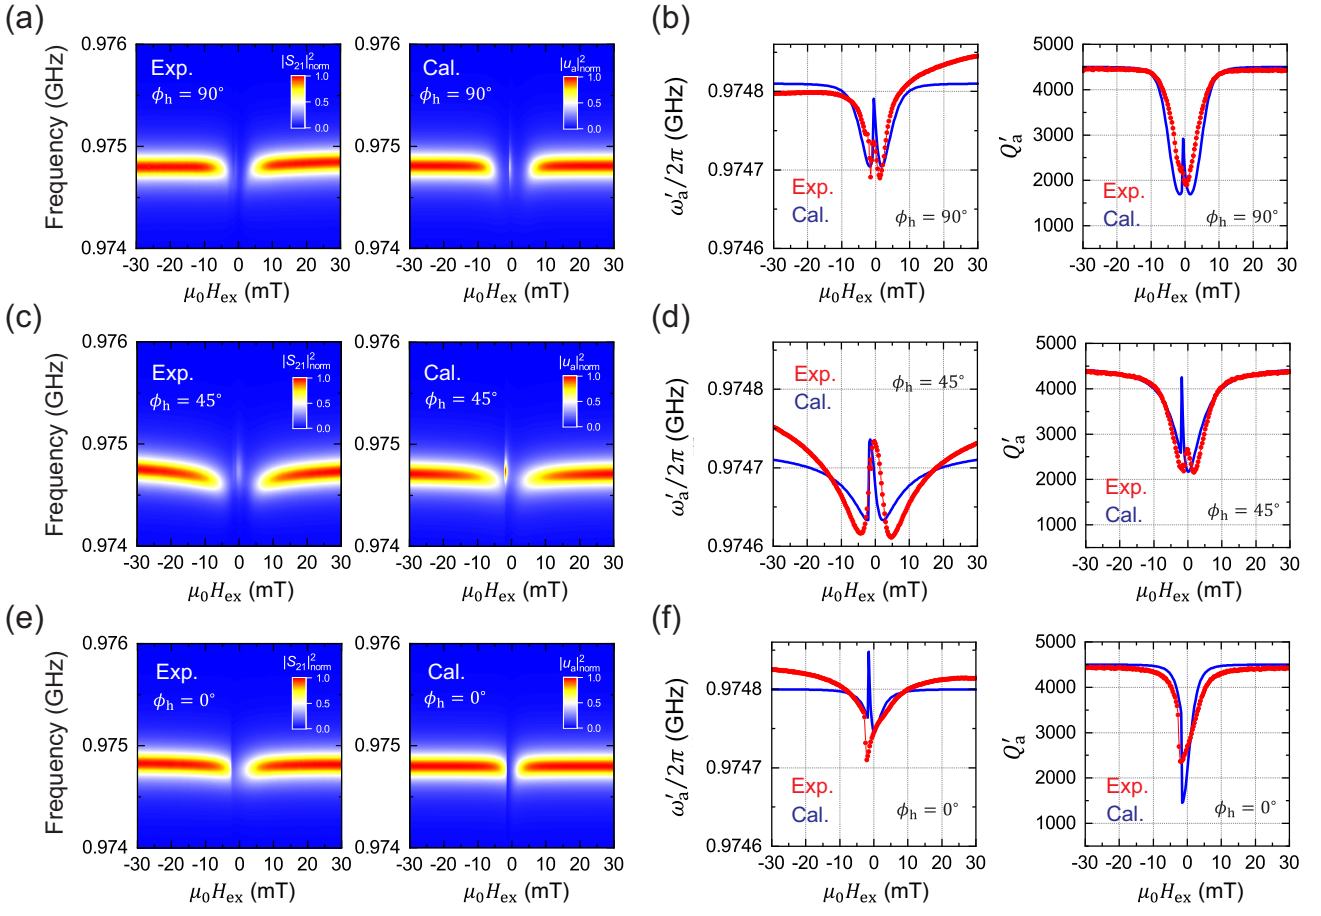 (a)
Frequency (GHz)
0.976
0.975
0.974
Exp.
ϕh = 90°
|S21|²norm
1.0
0.5
0.0
-30 -20 -10 0 10 20 30
μ0Hex (mT)
0.976
0.975
0.974
Cal.
ϕh = 90°
|ua|²norm
1.0
0.5
0.0
-30 -20 -10 0 10 20 30
μ0Hex (mT)
(b)
ω′a/2π (GHz)
0.9748
0.9747
0.9746
Exp.
Cal.
ϕh = 90°
-30 -20 -10 0 10 20 30
μ0Hex (mT)
Q′a
5000
4000
3000
2000
1000
Exp.
Cal.
ϕh = 90°
-30 -20 -10 0 10 20 30
μ0Hex (mT)
(c)
Frequency (GHz)
0.976
0.975
0.974
Exp.
ϕh = 45°
|S21|²norm
1.0
0.5
0.0
-30 -20 -10 0 10 20 30
μ0Hex (mT)
0.976
0.975
0.974
Cal.
ϕh = 45°
|ua|²norm
1.0
0.5
0.0
-30 -20 -10 0 10 20 30
μ0Hex (mT)
(d)
ω′a/2π (GHz)
0.9748
0.9747
0.9746
Exp.
Cal.
ϕh = 45°
-30 -20 -10 0 10 20 30
μ0Hex (mT)
Q′a
5000
4000
3000
2000
1000
Exp.
Cal.
ϕh = 45°
-30 -20 -10 0 10 20 30
μ0Hex (mT)
(e)
Frequency (GHz)
0.976
0.975
0.974
Exp.
ϕh = 0°
|S21|²norm
1.0
0.5
0.0
-30 -20 -10 0 10 20 30
μ0Hex (mT)
0.976
0.975
0.974
Cal.
ϕh = 0°
|ua|²norm
1.0
0.5
0.0
-30 -20 -10 0 10 20 30
μ0Hex (mT)
(f)
ω′a/2π (GHz)
0.9748
0.9747
0.9746
Exp.
Cal.
ϕh = 0°
-30 -20 -10 0 10 20 30
μ0Hex (mT)
Q′a
5000
4000
3000
2000
1000
Exp.
Cal.
ϕh = 0°
-30 -20 -10 0 10 20 30
μ0Hex (mT)